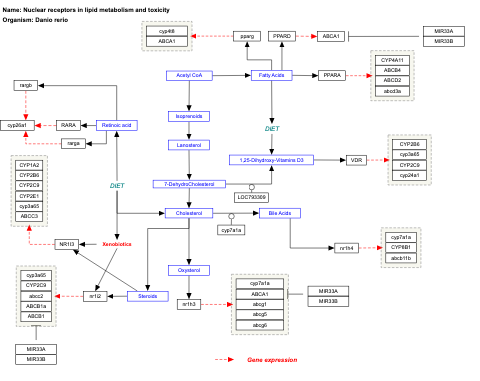 Name: Nuclear receptors in lipid metabolism and toxicity
Organism: Danio rerio
cyp4f8
ABCA1
pparg
PPARD
ABCA1
MIR33A
MIR33B
Acetyl CoA
Fatty Acids
PPARA
CYP4A11
ABCB4
ABCD2
abcd3a
rargb
cyp26a1
RARA
Retinoic acid
rarga
Isoprenoids
Lanosterol
DIET
1,25-Dihydroxy-Vitamins D3
VDR
CYP2B6
cyp3a65
CYP2C9
cyp24a1
CYP1A2
CYP2B6
CYP2C9
CYP2E1
cyp3a65
ABCC3
DIET
7-DehydroCholesterol
LOC793309
Cholesterol
Bile Acids
cyp7a1a
NR1I3
Xenobiotics
nr1h4
cyp7a1a
CYP8B1
abcb11b
cyp3a65
CYP2C9
abcc2
ABCB1a
ABCB1
nr1i2
Steroids
Oxysterol
nr1h3
cyp7a1a
ABCA1
abcg1
abcg5
abcg6
MIR33A
MIR33B
MIR33A
MIR33B
Gene expression